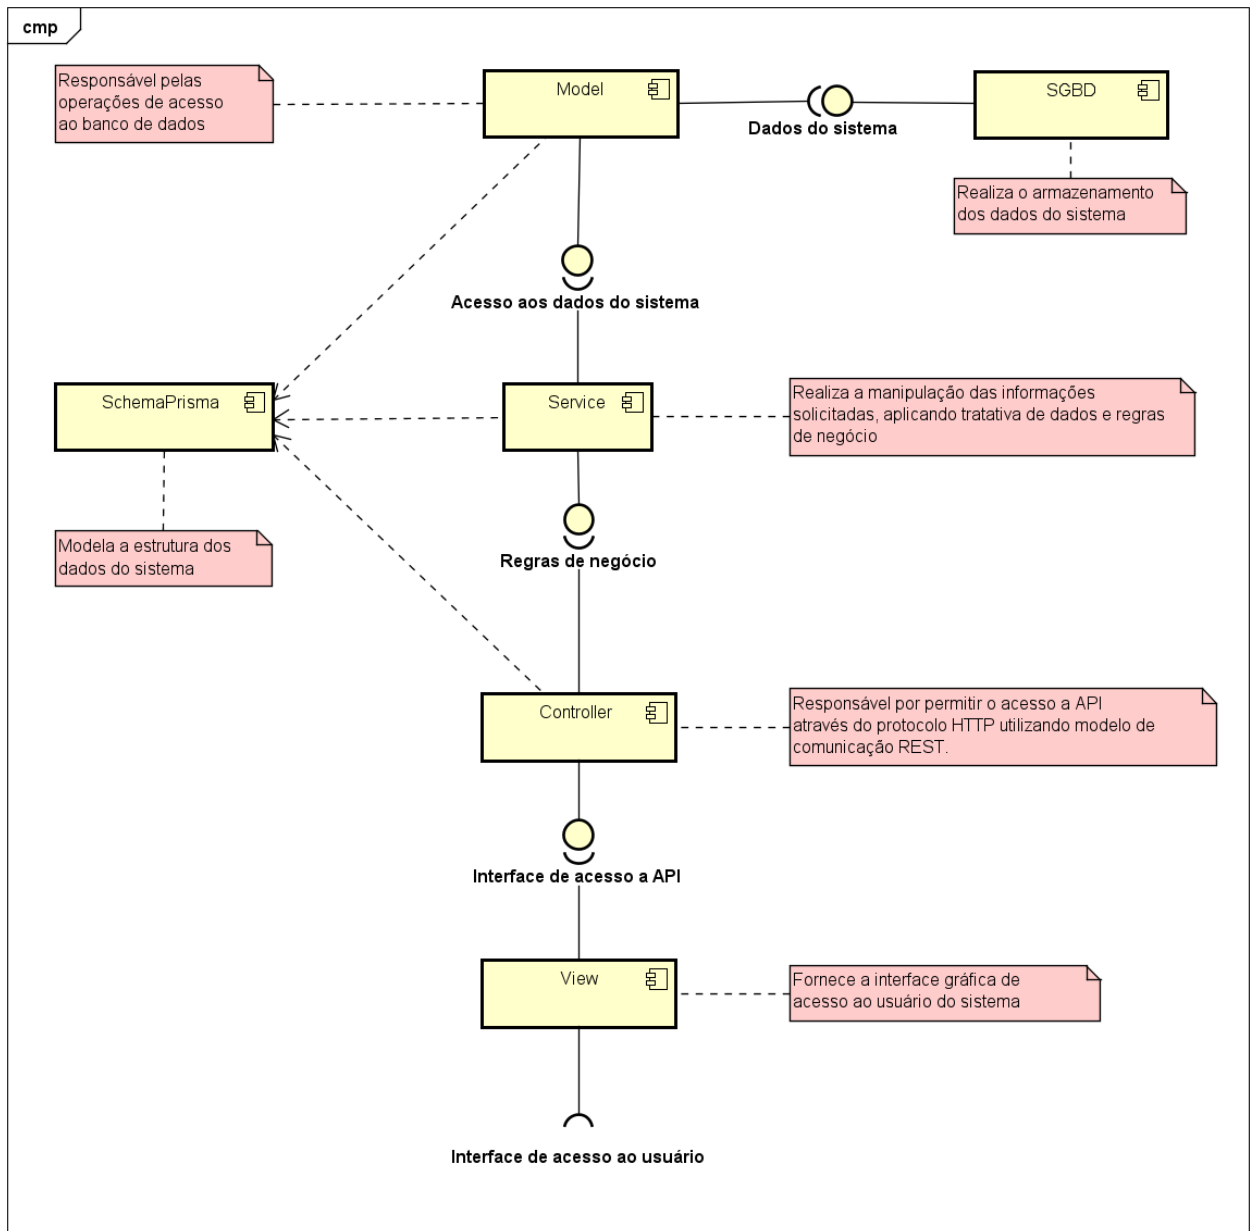 cmp
Responsável pelas
operações de acesso
ao banco de dados
Model
SGBD
Dados do sistema
Realiza o armazenamento
dos dados do sistema
Acesso aos dados do sistema
SchemaPrisma
Service
Realiza a manipulação das informações
solicitadas, aplicando tratativa de dados e regras
de negócio
Modela a estrutura dos
dados do sistema
Regras de negócio
Controller
Responsável por permitir o acesso a API
através do protocolo HTTP utilizando modelo de
comunicação REST.
Interface de acesso a API
View
Fornece a interface gráfica de
acesso ao usuário do sistema
Interface de acesso ao usuário